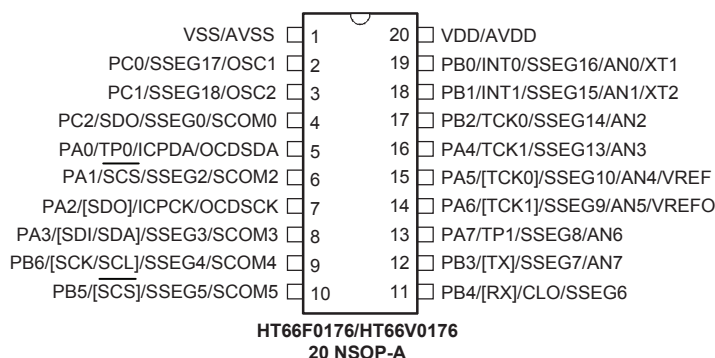 VSS/AVSS 1 20 VDD/AVDD
PC0/SSEG17/OSC1 2 19 PB0/INT0/SSEG16/AN0/XT1
PC1/SSEG18/OSC2 3 18 PB1/INT1/SSEG15/AN1/XT2
PC2/SDO/SSEG0/SCOM0 4 17 PB2/TCK0/SSEG14/AN2
PA0/TP0/ICPDA/OCDSDA 5 16 PA4/TCK1/SSEG13/AN3
PA1/SCS/SSEG2/SCOM2 6 15 PA5/[TCK0]/SSEG10/AN4/VREF
PA2/[SDO]/ICPCK/OCDSCK 7 14 PA6/[TCK1]/SSEG9/AN5/VREFO
PA3/[SDI/SDA]/SSEG3/SCOM3 8 13 PA7/TP1/SSEG8/AN6
PB6/[SCK/SCL]/SSEG4/SCOM4 9 12 PB3/[TX]/SSEG7/AN7
PB5/[SCS]/SSEG5/SCOM5 10 11 PB4/[RX]/CLO/SSEG6
HT66F0176/HT66V0176
20 NSOP-A